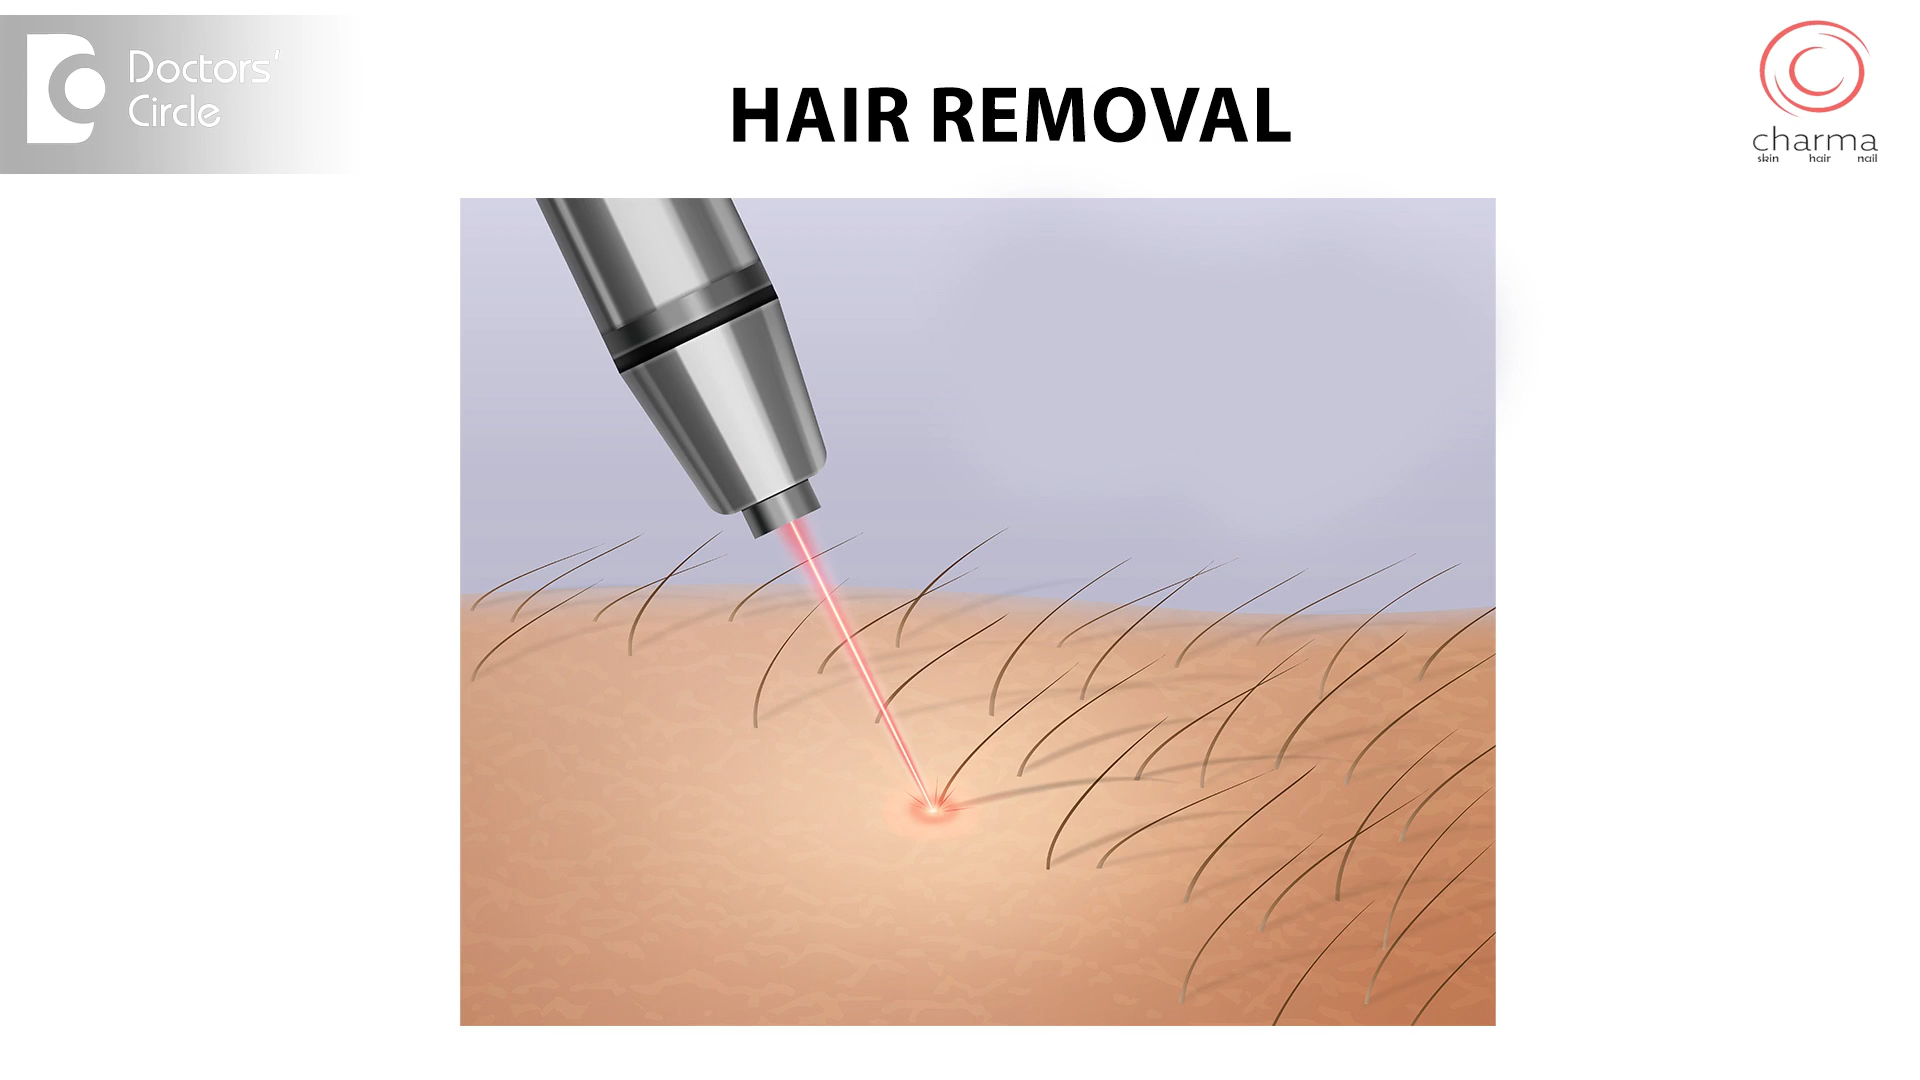 Doctors'
Circle
HAIR REMOVAL
charma
skin hair nail